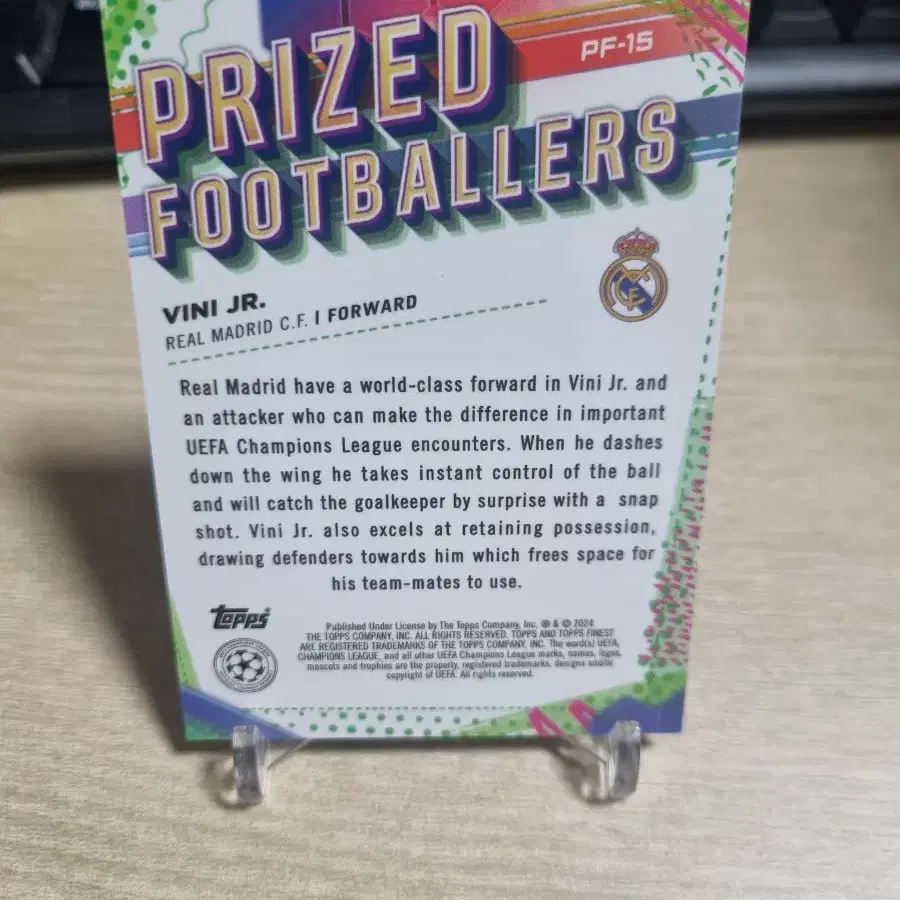 PRIZED
PF-15
FOOTBALLERS
VINI JR.
REAL MADRID C.F. | FORWARD
Real Madrid have a world-class forward in Vini Jr. and
an attacker who can make the difference in important
UEFA Champions League encounters. When he dashes
down the wing he takes instant control of the ball
and will catch the goalkeeper by surprise with a snap
shot. Vini Jr. also excels at retaining possession,
drawing defenders towards him which frees space for
his team-mates to use.
topps
Published Under License by The Topps Company, Inc. ® & © 2024
THE TOPPS COMPANY, INC. ALL RIGHTS RESERVED. TOPPS AND TOPPS FINEST
ARE REGISTERED TRADEMARKS OF THE TOPPS COMPANY, INC. The word(s) UEFA,
CHAMPIONS LEAGUE, and all other UEFA Champions League marks, names, logos,
mascots and trophies are the property, registered trademarks, designs and/or
copyright of UEFA. All rights reserved.